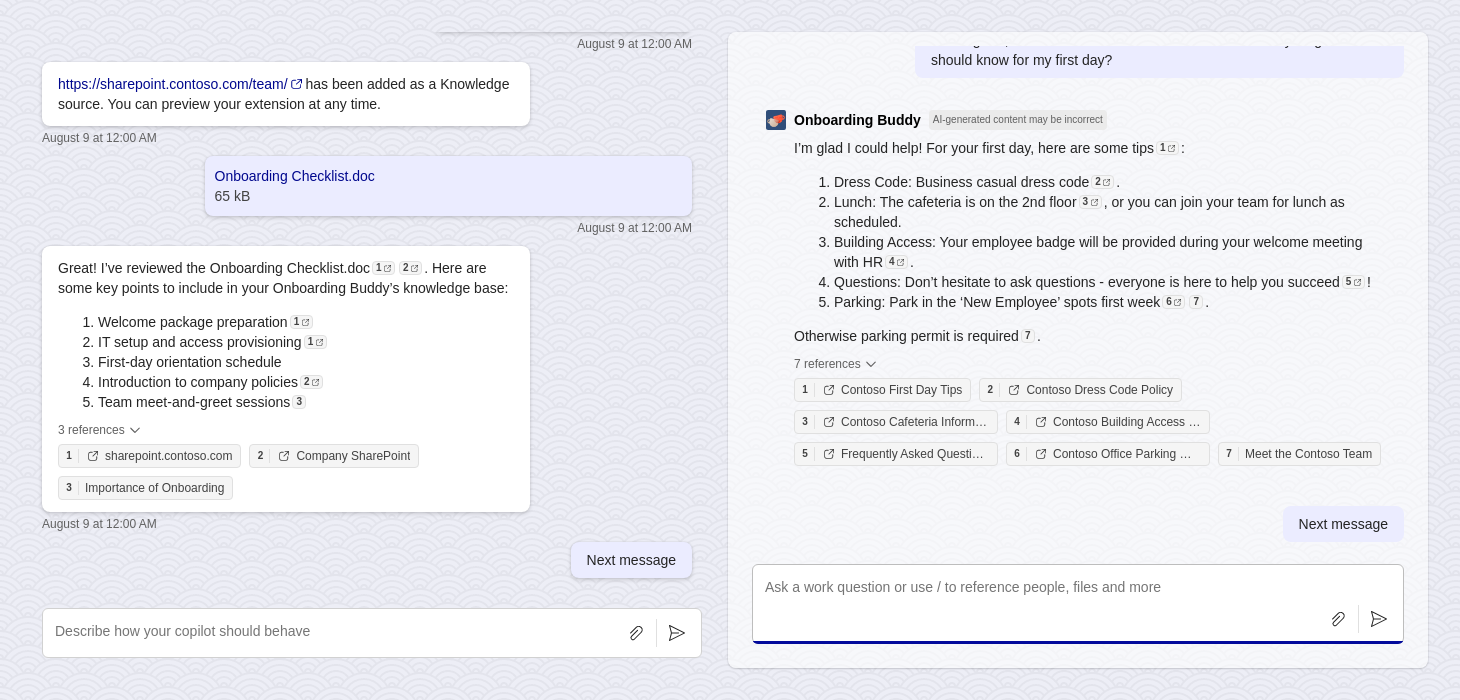 August 9 at 12:00 AM
https://sharepoint.contoso.com/team/ has been added as a Knowledge
source. You can preview your extension at any time.
August 9 at 12:00 AM
Onboarding Checklist.doc
65 kB
August 9 at 12:00 AM
Great! I’ve reviewed the Onboarding Checklist.doc 1 2 . Here are
some key points to include in your Onboarding Buddy’s knowledge base:
1. Welcome package preparation 1
2. IT setup and access provisioning 1
3. First-day orientation schedule
4. Introduction to company policies 2
5. Team meet-and-greet sessions 3
3 references
1 sharepoint.contoso.com 2 Company SharePoint
3 Importance of Onboarding
August 9 at 12:00 AM
Next message
Describe how your copilot should behave
should know for my first day?
Onboarding Buddy AI-generated content may be incorrect
I’m glad I could help! For your first day, here are some tips 1 :
1. Dress Code: Business casual dress code 2 .
2. Lunch: The cafeteria is on the 2nd floor 3 , or you can join your team for lunch as
scheduled.
3. Building Access: Your employee badge will be provided during your welcome meeting
with HR 4 .
4. Questions: Don’t hesitate to ask questions - everyone is here to help you succeed 5 !
5. Parking: Park in the ‘New Employee’ spots first week 6 7 .
Otherwise parking permit is required 7 .
7 references
1 Contoso First Day Tips 2 Contoso Dress Code Policy
3 Contoso Cafeteria Inform… 4 Contoso Building Access …
5 Frequently Asked Questi… 6 Contoso Office Parking … 7 Meet the Contoso Team
Next message
Ask a work question or use / to reference people, files and more